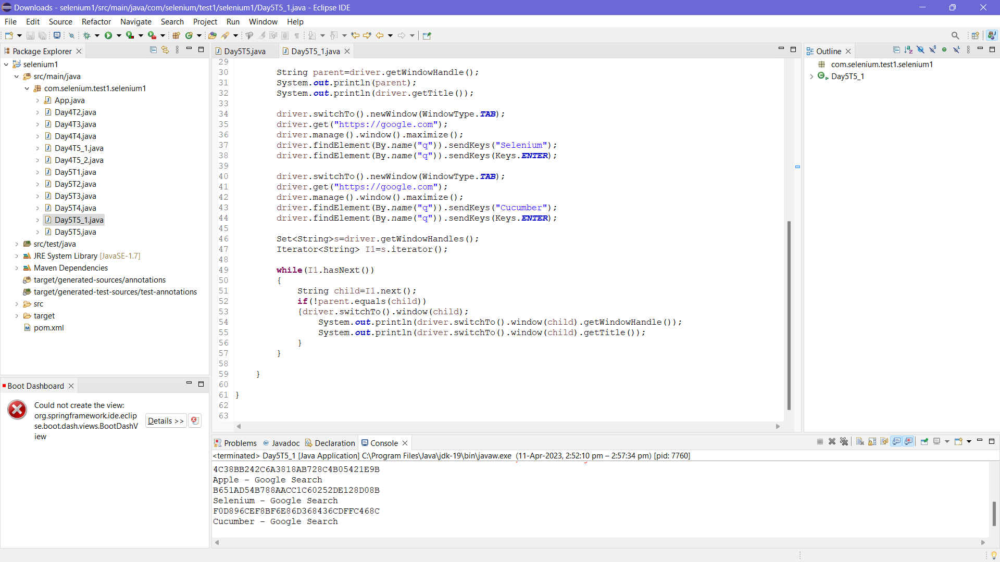 Downloads - selenium1/src/main/java/com/selenium/test1/selenium1/Day5T5_1.java - Eclipse IDE
File Edit Source Refactor Navigate Search Project Run Window Help
Package Explorer
selenium1
src/main/java
com.selenium.test1.selenium1
App.java
Day4T2.java
Day4T3.java
Day4T4.java
Day4T5_1.java
Day4T5_2.java
Day5T1.java
Day5T2.java
Day5T3.java
Day5T4.java
Day5T5_1.java
Day5T5.java
src/test/java
JRE System Library [JavaSE-1.7]
Maven Dependencies
target/generated-sources/annotations
target/generated-test-sources/test-annotations
src
target
pom.xml
Boot Dashboard
Could not create the view:
org.springframework.ide.eclip
se.boot.dash.views.BootDashV
iew
Details >>
Day5T5.java Day5T5_1.java
29
30 String parent=driver.getWindowHandle();
31 System.out.println(parent);
32 System.out.println(driver.getTitle());
33
34 driver.switchTo().newWindow(WindowType.TAB);
35 driver.get("https://google.com");
36 driver.manage().window().maximize();
37 driver.findElement(By.name("q")).sendKeys("Selenium");
38 driver.findElement(By.name("q")).sendKeys(Keys.ENTER);
39
40 driver.switchTo().newWindow(WindowType.TAB);
41 driver.get("https://google.com");
42 driver.manage().window().maximize();
43 driver.findElement(By.name("q")).sendKeys("Cucumber");
44 driver.findElement(By.name("q")).sendKeys(Keys.ENTER);
45
46 Set<String>s=driver.getWindowHandles();
47 Iterator<String> I1=s.iterator();
48
49 while(I1.hasNext())
50 {
51 String child=I1.next();
52 if(!parent.equals(child))
53 {driver.switchTo().window(child);
54 System.out.println(driver.switchTo().window(child).getWindowHandle());
55 System.out.println(driver.switchTo().window(child).getTitle());
56 }
57 }
58
59 }
60
61 }
62
63
Outline
com.selenium.test1.selenium1
Day5T5_1
Problems @ Javadoc Declaration Console
<terminated> Day5T5_1 [Java Application] C:\Program Files\Java\jdk-19\bin\javaw.exe (11-Apr-2023, 2:52:10 pm – 2:57:34 pm) [pid: 7760]
4C38BB242C6A3818AB728C4B05421E9B
Apple - Google Search
B651AD54B788AACC1C60252DE128D08B
Selenium - Google Search
F0D896CEF8BF6E86D368436CDFFC468C
Cucumber - Google Search